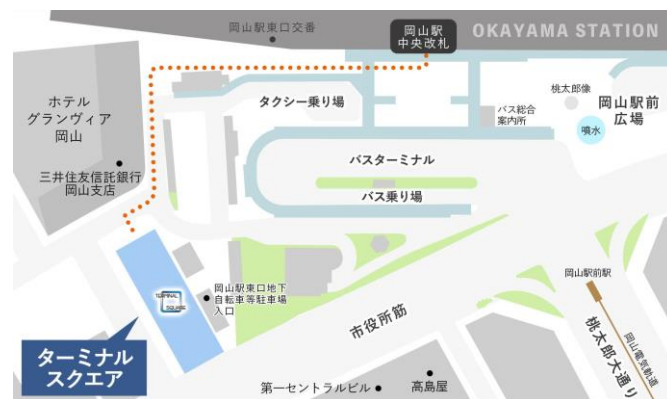 岡山駅東口交番
岡山駅
中央改札
OKAYAMA STATION
ホテル
グランヴィア
岡山
タクシー乗り場
バス総合
案内所
桃太郎像
岡山駅前
広場
噴水
三井住友信託銀行
岡山支店
バスターミナル
バス乗り場
岡山駅前駅
岡山駅東口地下
自転車等駐車場
入口
TERMINAL
SQUARE
市役所筋
桃太郎大通り
岡山電気軌道
ターミナル
スクエア
第一セントラルビル
高島屋